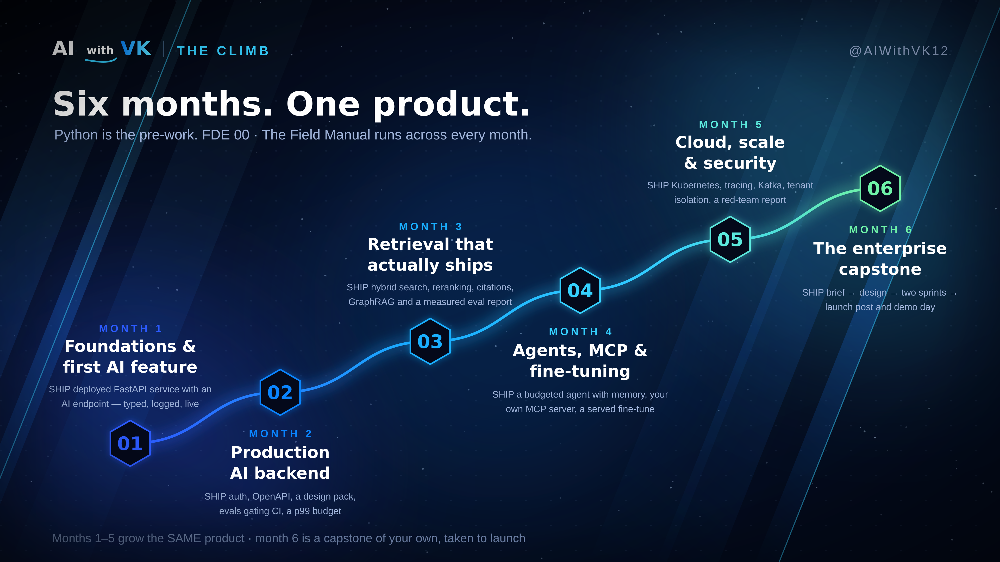 AI with VK | THE CLIMB
@AIWithVK12
Six months. One product.
Python is the pre-work. FDE 00 · The Field Manual runs across every month.
MONTH 1
Foundations &
first AI feature
SHIP deployed FastAPI service with an
AI endpoint — typed, logged, live
01
02
MONTH 2
Production
AI backend
SHIP auth, OpenAPI, a design pack,
evals gating CI, a p99 budget
MONTH 3
Retrieval that
actually ships
SHIP hybrid search, reranking, citations,
GraphRAG and a measured eval report
03
04
MONTH 4
Agents, MCP &
fine-tuning
SHIP a budgeted agent with memory, your
own MCP server, a served fine-tune
MONTH 5
Cloud, scale
& security
SHIP Kubernetes, tracing, Kafka, tenant
isolation, a red-team report
05
06
MONTH 6
The enterprise
capstone
SHIP brief → design → two sprints →
launch post and demo day
Months 1–5 grow the SAME product · month 6 is a capstone of your own, taken to launch